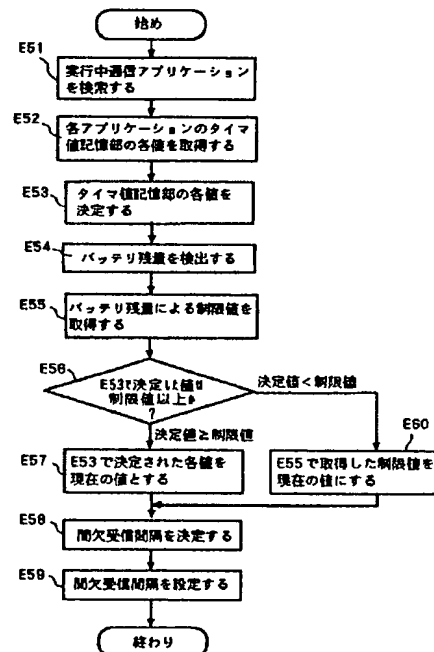 始め
E51
実行中通信アプリケーション
を検索する
E52
各アプリケーションのタイマ
値記憶部の各値を取得する
E53
タイマ値記憶部の各値を
決定する
E54
バッテリ残量を検出する
E55
バッテリ残量による制限値を
取得する
E56
E53で決定した値は
制限値以上か
?
決定値<制限値
決定値≧制限値
E57
E53で決定された各値を
現在の値とする
E60
E55で取得した制限値を
現在の値にする
E58
間欠受信間隔を決定する
E59
間欠受信間隔を設定する
終わり